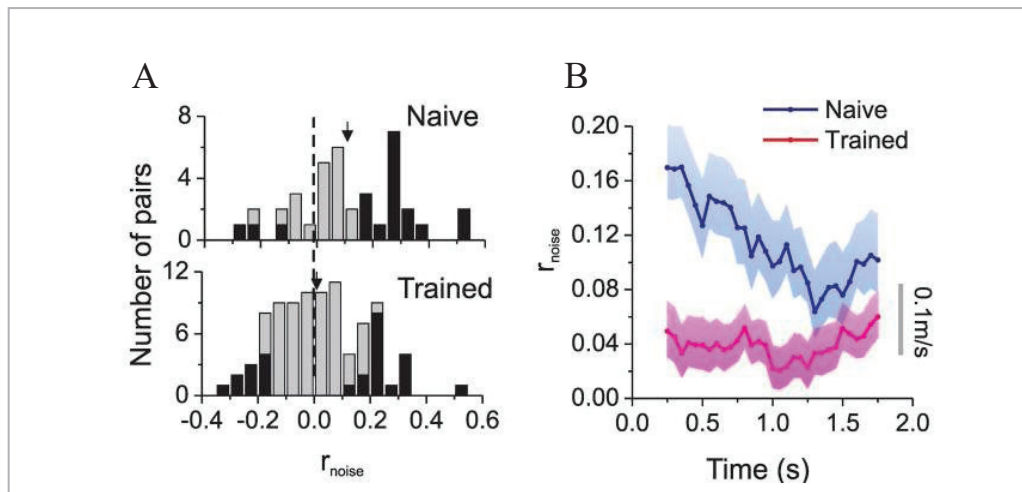 A
B
Naive
Trained
Naive
Trained
8
4
0
12
6
0
Number of pairs
-0.4 -0.2 0.0 0.2 0.4 0.6
r_noise
0.20
0.16
0.12
0.08
0.04
0.00
r_noise
0.0 0.5 1.0 1.5 2.0
Time (s)
0.1m/s